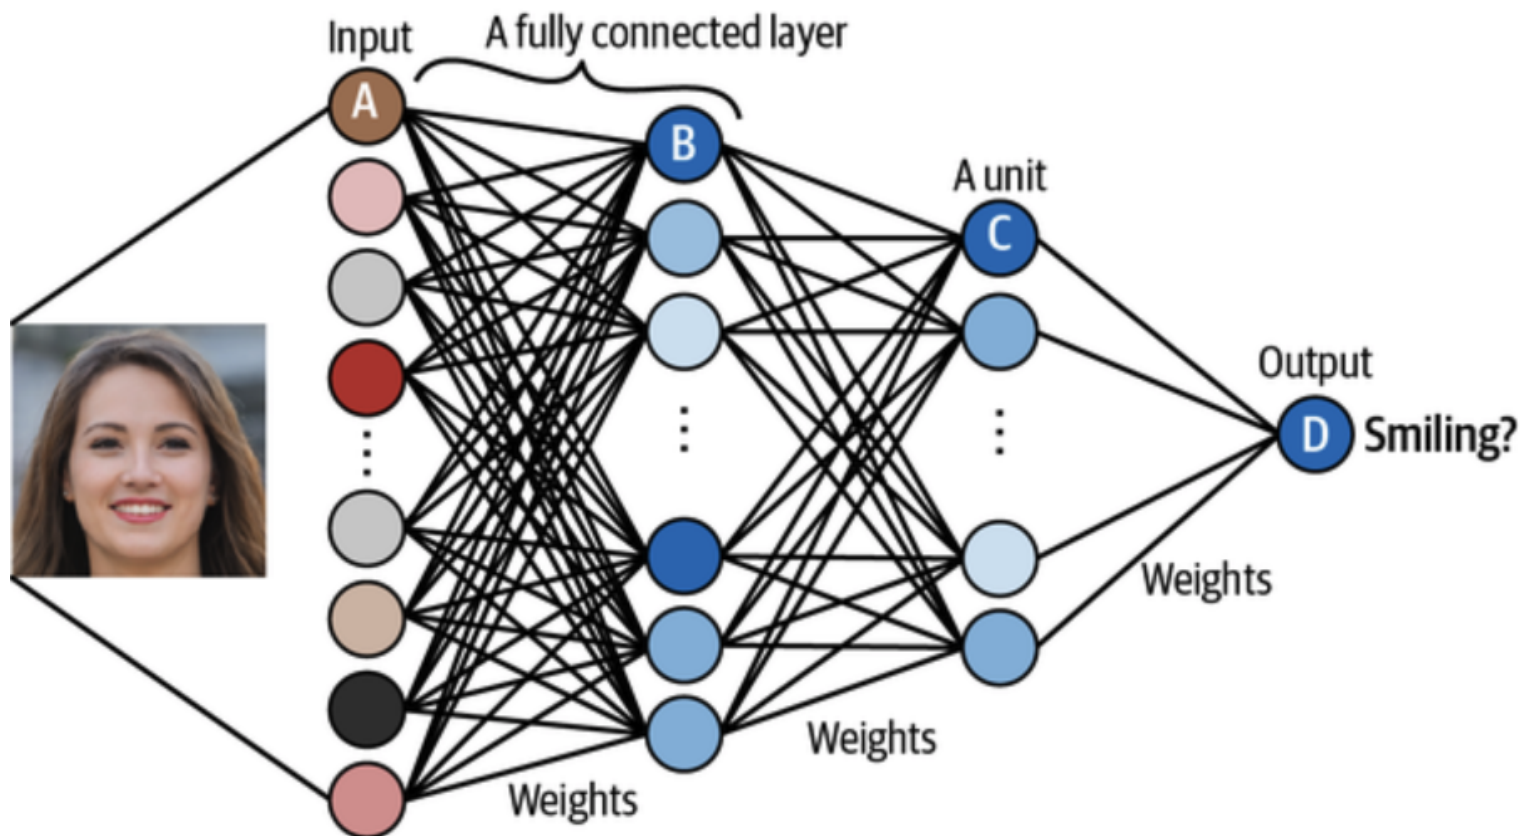 Input
A fully connected layer
A
B
A unit
C
Output
D
Smiling?
Weights
Weights
Weights